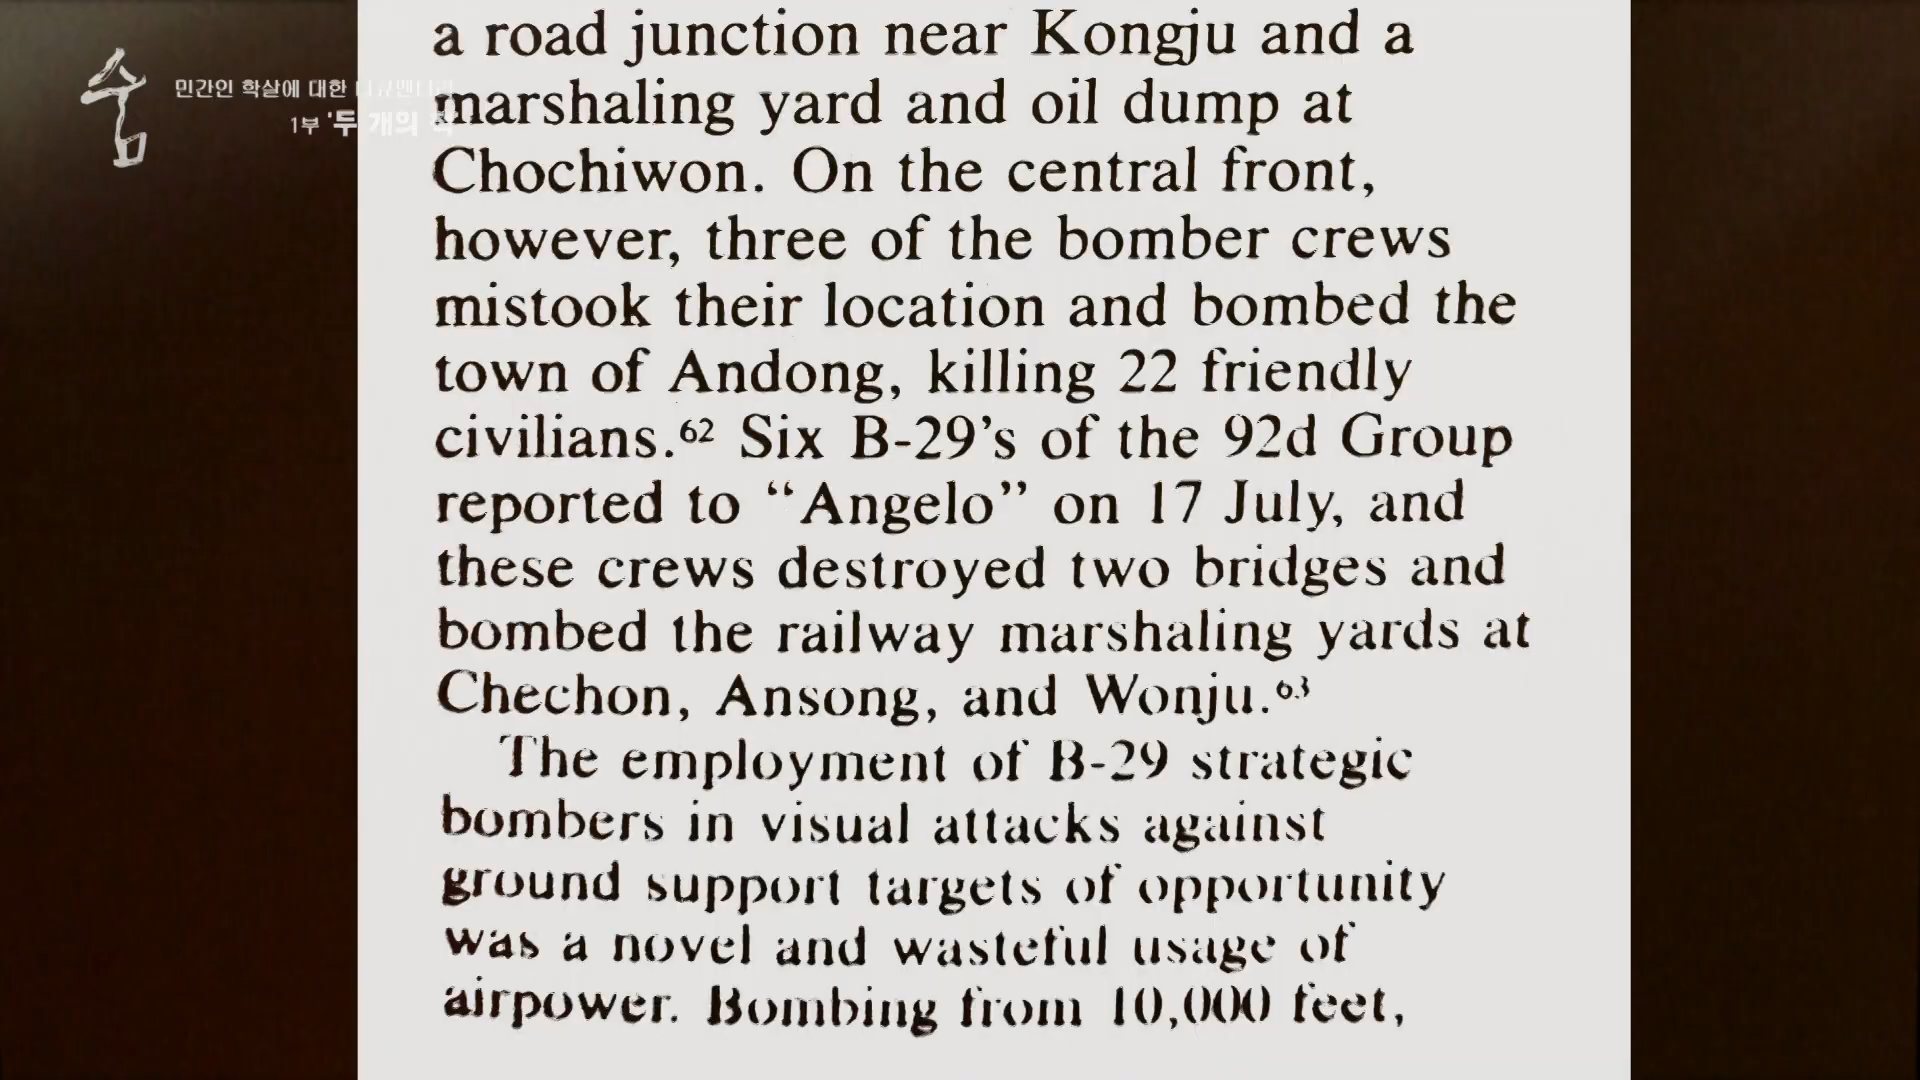 숨
민간인 학살에 대한
1부 '두 개의 책'
a road junction near Kongju and a
marshaling yard and oil dump at
Chochiwon. On the central front,
however, three of the bomber crews
mistook their location and bombed the
town of Andong, killing 22 friendly
civilians.⁶² Six B-29’s of the 92d Group
reported to “Angelo” on 17 July, and
these crews destroyed two bridges and
bombed the railway marshaling yards at
Chechon, Ansong, and Wonju.⁶³
The employment of B-29 strategic
bombers in visual attacks against
ground support targets of opportunity
was a novel and wasteful usage of
airpower. Bombing from 10,000 feet,